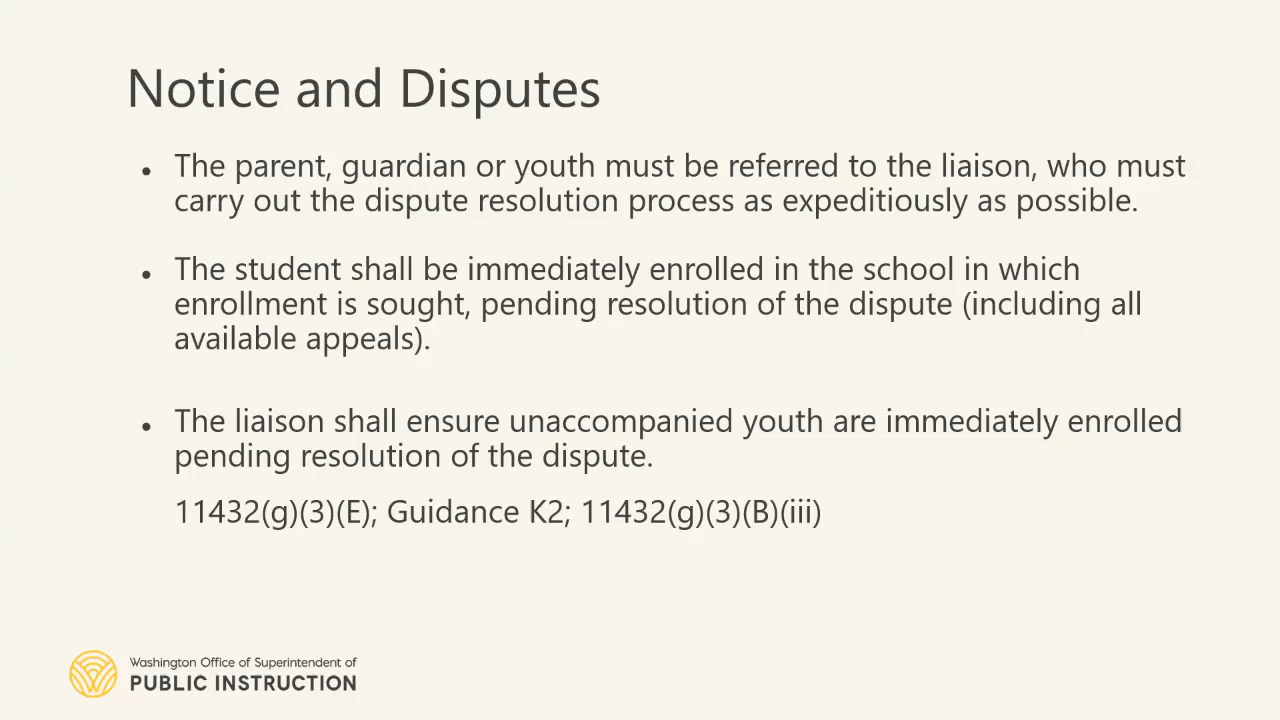 Notice and Disputes
• The parent, guardian or youth must be referred to the liaison, who must
carry out the dispute resolution process as expeditiously as possible.
• The student shall be immediately enrolled in the school in which
enrollment is sought, pending resolution of the dispute (including all
available appeals).
• The liaison shall ensure unaccompanied youth are immediately enrolled
pending resolution of the dispute.
11432(g)(3)(E); Guidance K2; 11432(g)(3)(B)(iii)
Washington Office of Superintendent of
PUBLIC INSTRUCTION